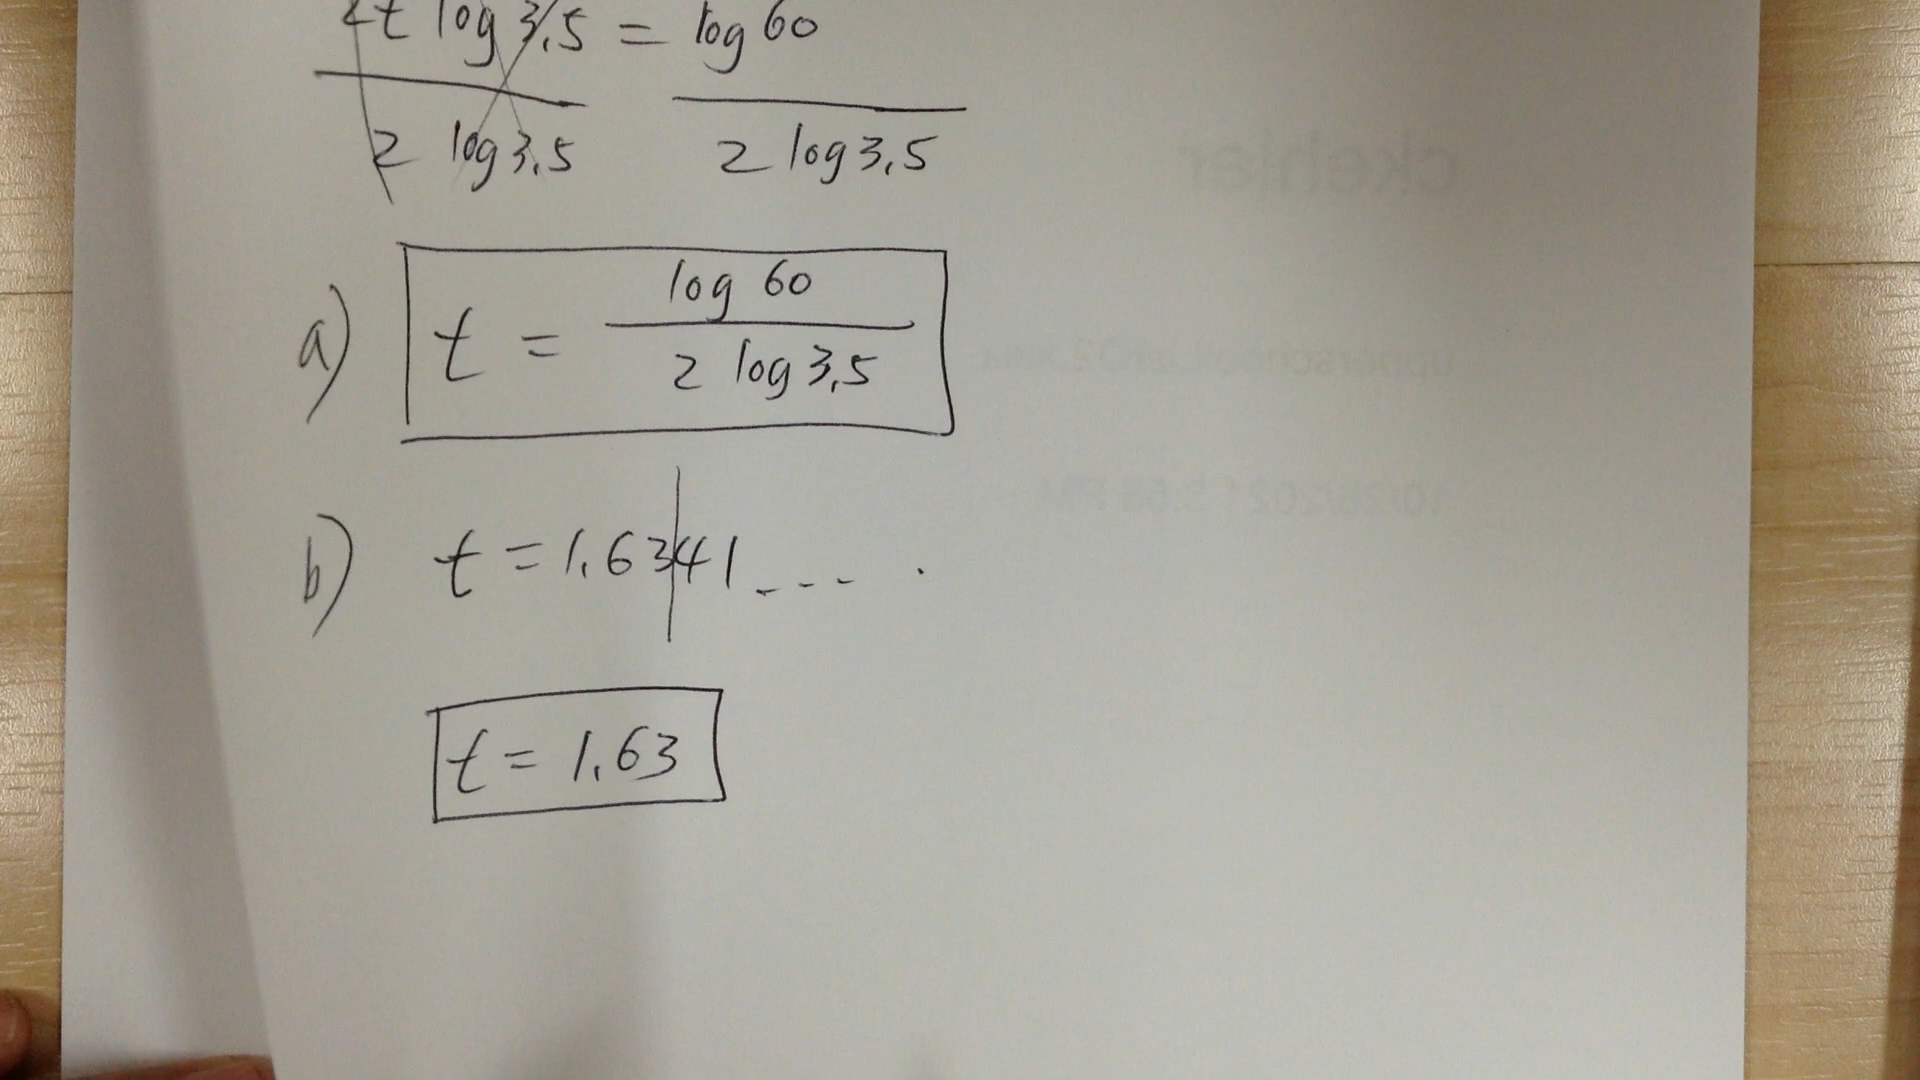 2t log 3.5 = log 60
2 log 3.5   2 log 3.5
a) t = log 60
2 log 3.5
b) t = 1.6341 ---- .
t = 1.63
ckehler